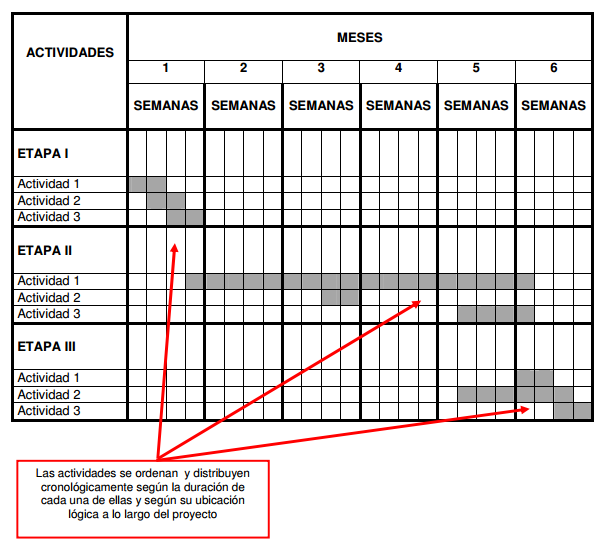 ACTIVIDADES
MESES
1 2 3 4 5 6
SEMANAS SEMANAS SEMANAS SEMANAS SEMANAS SEMANAS
ETAPA I
Actividad 1
Actividad 2
Actividad 3
ETAPA II
Actividad 1
Actividad 2
Actividad 3
ETAPA III
Actividad 1
Actividad 2
Actividad 3
Las actividades se ordenan y distribuyen
cronológicamente según la duración de
cada una de ellas y según su ubicación
lógica a lo largo del proyecto